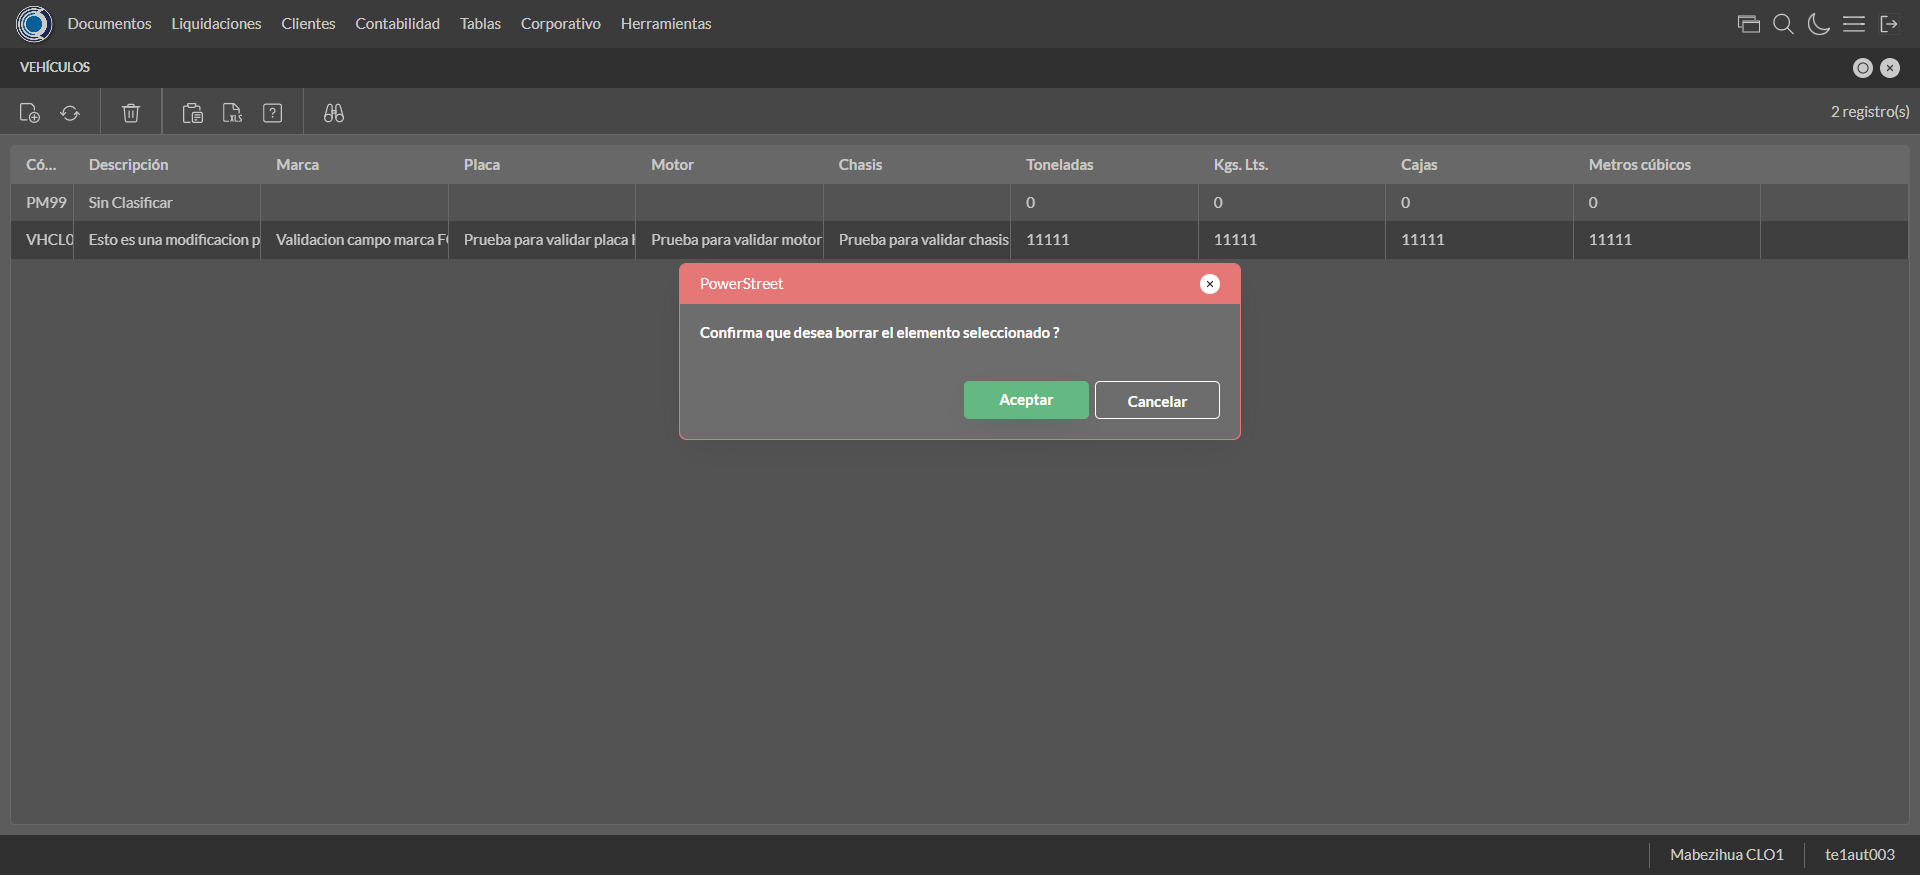 Documentos Liquidaciones Clientes Contabilidad Tablas Corporativo Herramientas
VEHÍCULOS
XLS ? 2 registro(s)
Có... Descripción Marca Placa Motor Chasis Toneladas Kgs. Lts. Cajas Metros cúbicos
PM99 Sin Clasificar 0 0 0 0
VHCL0 Esto es una modificacion p Validacion campo marca F Prueba para validar placa Prueba para validar motor Prueba para validar chasis 11111 11111 11111 11111
PowerStreet
Confirma que desea borrar el elemento seleccionado ?
Aceptar Cancelar
Mabezihua CLO1 te1aut003